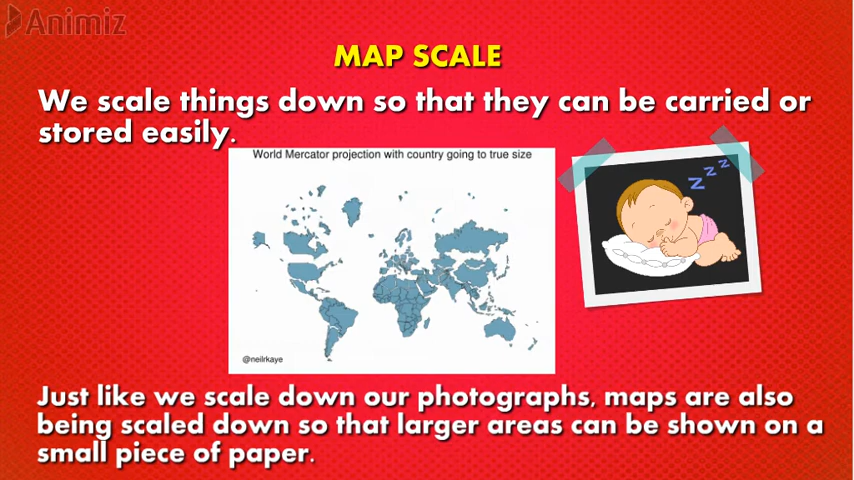 Animiz
MAP SCALE
We scale things down so that they can be carried or
stored easily.
World Mercator projection with country going to true size
z z z
@neilrkaye
Just like we scale down our photographs, maps are also
being scaled down so that larger areas can be shown on a
small piece of paper.